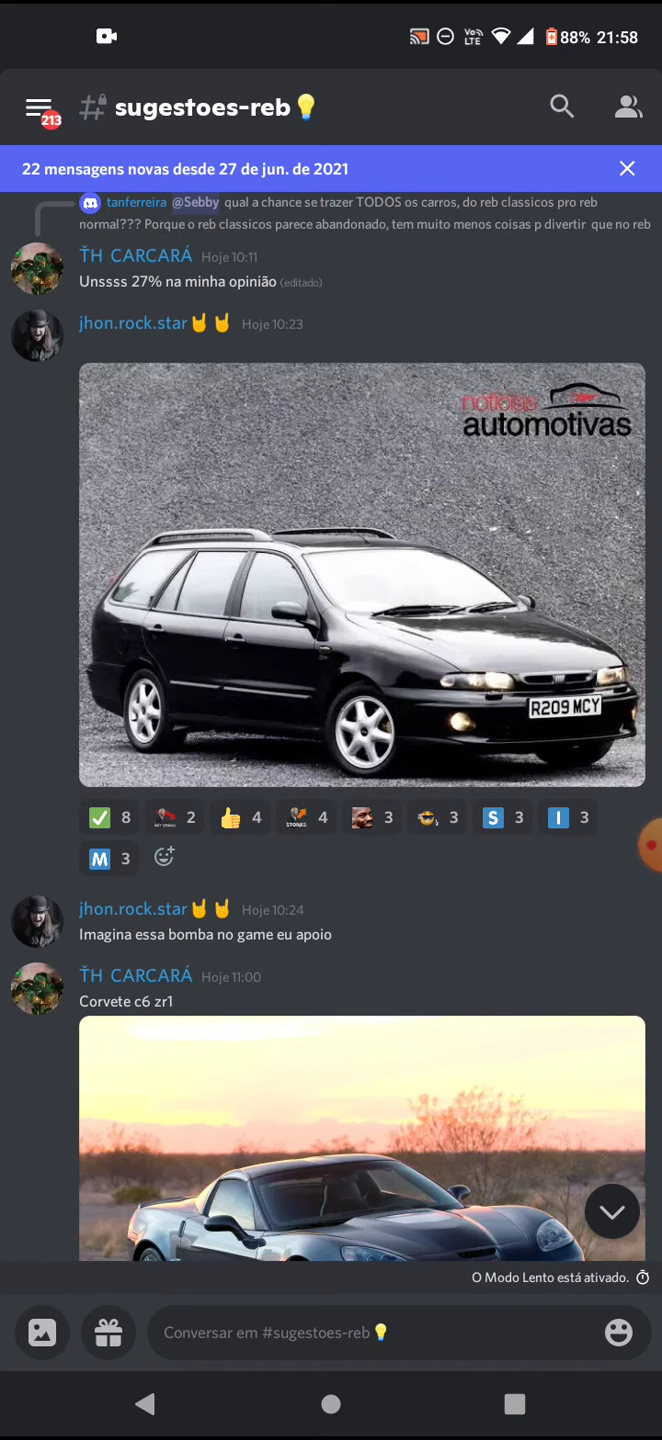 88% 21:58
Vo) LTE
213
sugestoes-reb
22 mensagens novas desde 27 de jun. de 2021
tanferreira @Sebby qual a chance se trazer TODOS os carros, do reb classicos pro reb
normal??? Porque o reb classicos parece abandonado, tem muito menos coisas p divertir que no reb
ŤH CARCARÁ Hoje 10:11
Unssss 27% na minha opinião (editado)
jhon.rock.star🤘🤘 Hoje 10:23
notícias
automotivas
R209 MCY
✅ 8 2 👍 4 STONKS 4 3 3 S 3 I 3
M 3
jhon.rock.star🤘🤘 Hoje 10:24
Imagina essa bomba no game eu apoio
ŤH CARCARÁ Hoje 11:00
Corvete c6 zr1
O Modo Lento está ativado.
Conversar em #sugestoes-reb💡